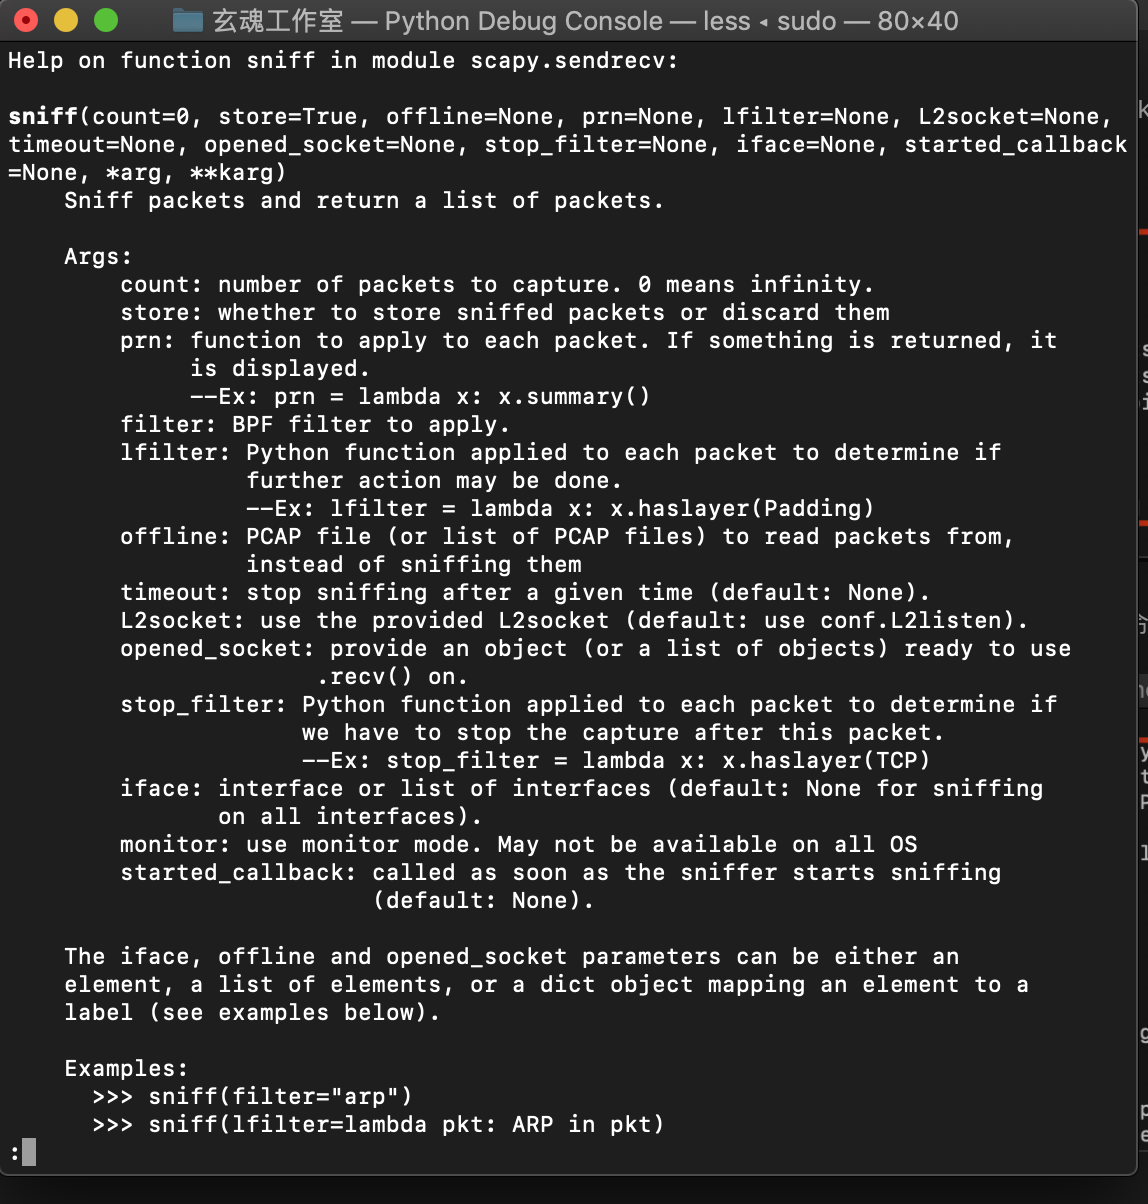 玄魂工作室 — Python Debug Console — less ◂ sudo — 80×40
Help on function sniff in module scapy.sendrecv:
sniff(count=0, store=True, offline=None, prn=None, lfilter=None, L2socket=None,
timeout=None, opened_socket=None, stop_filter=None, iface=None, started_callback
=None, *arg, **karg)
    Sniff packets and return a list of packets.
    Args:
        count: number of packets to capture. 0 means infinity.
        store: whether to store sniffed packets or discard them
        prn: function to apply to each packet. If something is returned, it
             is displayed.
             --Ex: prn = lambda x: x.summary()
        filter: BPF filter to apply.
        lfilter: Python function applied to each packet to determine if
                 further action may be done.
                 --Ex: lfilter = lambda x: x.haslayer(Padding)
        offline: PCAP file (or list of PCAP files) to read packets from,
                 instead of sniffing them
        timeout: stop sniffing after a given time (default: None).
        L2socket: use the provided L2socket (default: use conf.L2listen).
        opened_socket: provide an object (or a list of objects) ready to use
                      .recv() on.
        stop_filter: Python function applied to each packet to determine if
                     we have to stop the capture after this packet.
                     --Ex: stop_filter = lambda x: x.haslayer(TCP)
        iface: interface or list of interfaces (default: None for sniffing
               on all interfaces).
        monitor: use monitor mode. May not be available on all OS
        started_callback: called as soon as the sniffer starts sniffing
                          (default: None).
    The iface, offline and opened_socket parameters can be either an
    element, a list of elements, or a dict object mapping an element to a
    label (see examples below).
    Examples:
      >>> sniff(filter="arp")
      >>> sniff(lfilter=lambda pkt: ARP in pkt)
: